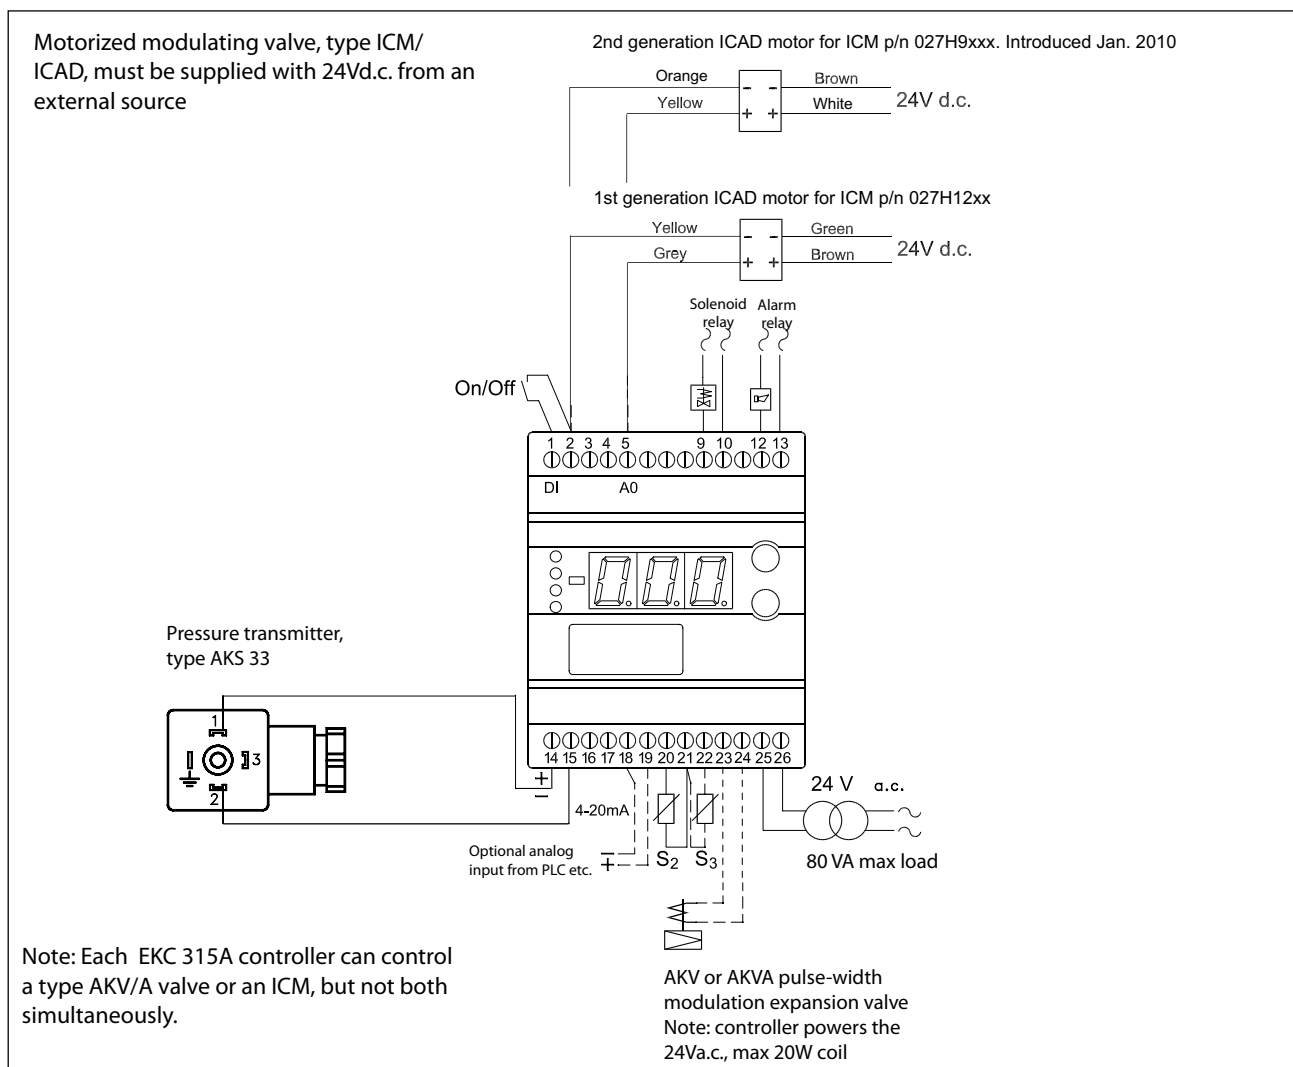 Motorized modulating valve, type ICM/
ICAD, must be supplied with 24Vd.c. from an
external source
2nd generation ICAD motor for ICM p/n 027H9xxx. Introduced Jan. 2010
Orange - - Brown
Yellow + + White
24V d.c.
1st generation ICAD motor for ICM p/n 027H12xx
Yellow - - Green
Grey + + Brown
24V d.c.
Solenoid
relay
Alarm
relay
On/Off
1 2 3 4 5 9 10 12 13
DI A0
0.0.0.
Pressure transmitter,
type AKS 33
1
3
2
14 15 16 17 18 19 20 21 22 23 24 25 26
+
-
4-20mA
24 V a.c.
Optional analog
input from PLC etc.
-
+
S2 S3
80 VA max load
Note: Each EKC 315A controller can control
a type AKV/A valve or an ICM, but not both
simultaneously.
AKV or AKVA pulse-width
modulation expansion valve
Note: controller powers the
24Va.c., max 20W coil